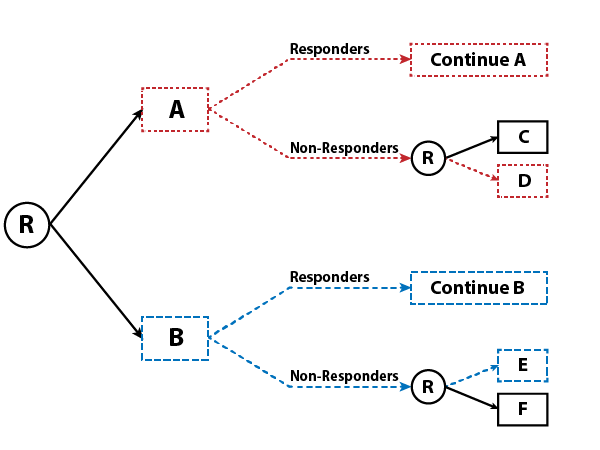 Responders
Continue A
A
Non-Responders
R
C
D
R
Responders
Continue B
B
Non-Responders
R
E
F